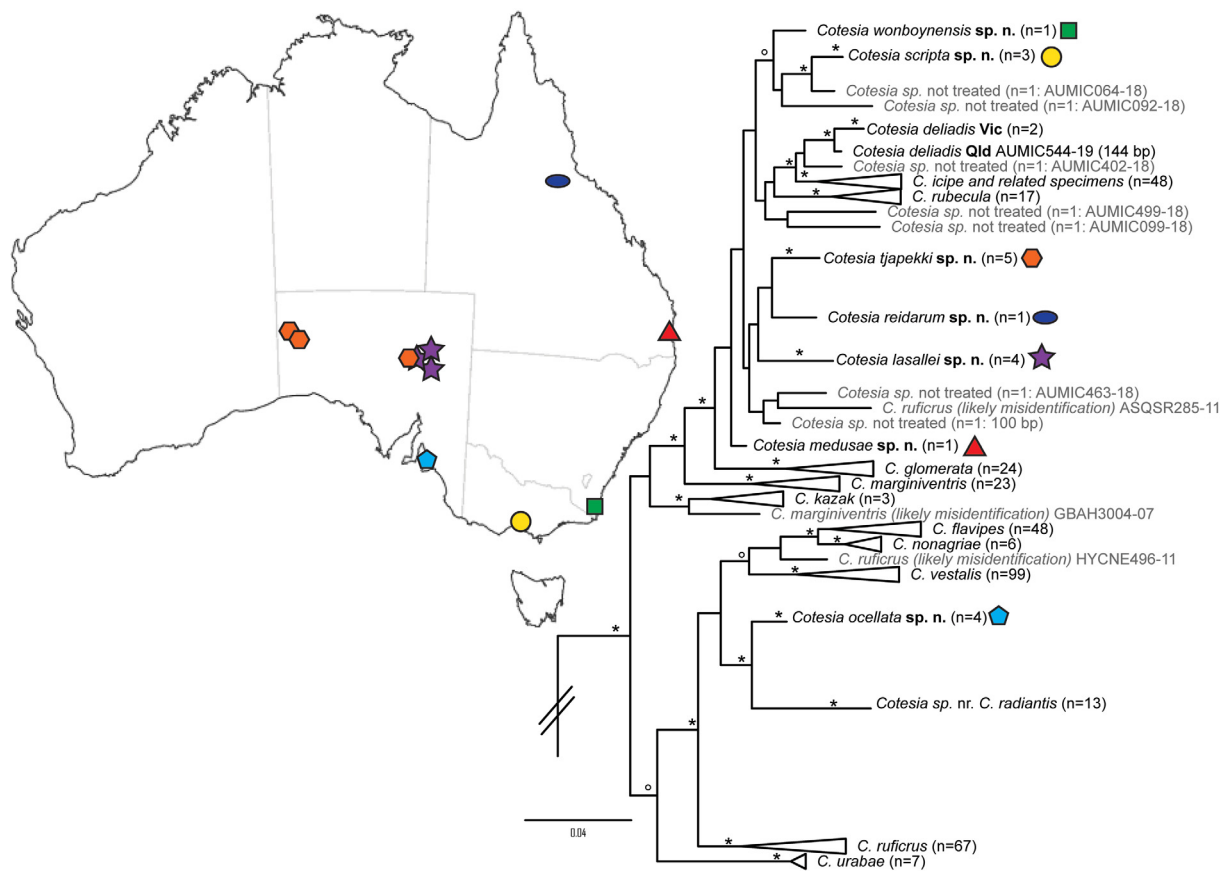 Cotesia wonboynensis sp. n. (n=1)
Cotesia scripta sp. n. (n=3)
Cotesia sp. not treated (n=1: AUMIC064-18)
Cotesia sp. not treated (n=1: AUMIC092-18)
Cotesia deliadis Vic (n=2)
Cotesia deliadis Qld AUMIC544-19 (144 bp)
Cotesia sp. not treated (n=1: AUMIC402-18)
C. icipe and related specimens (n=48)
C. rubecula (n=17)
Cotesia sp. not treated (n=1: AUMIC499-18)
Cotesia sp. not treated (n=1: AUMIC099-18)
Cotesia tjapekki sp. n. (n=5)
Cotesia reidarum sp. n. (n=1)
Cotesia lasallei sp. n. (n=4)
Cotesia sp. not treated (n=1: AUMIC463-18)
C. ruficrus (likely misidentification) ASQSR285-11
Cotesia sp. not treated (n=1: 100 bp)
Cotesia medusae sp. n. (n=1)
C. glomerata (n=24)
C. marginiventris (n=23)
C. kazak (n=3)
C. marginiventris (likely misidentification) GBAH3004-07
C. flavipes (n=48)
C. nonagriae (n=6)
C. ruficrus (likely misidentification) HYCNE496-11
C. vestalis (n=99)
Cotesia ocellata sp. n. (n=4)
Cotesia sp. nr. C. radiantis (n=13)
0.04
C. ruficrus (n=67)
C. urabae (n=7)